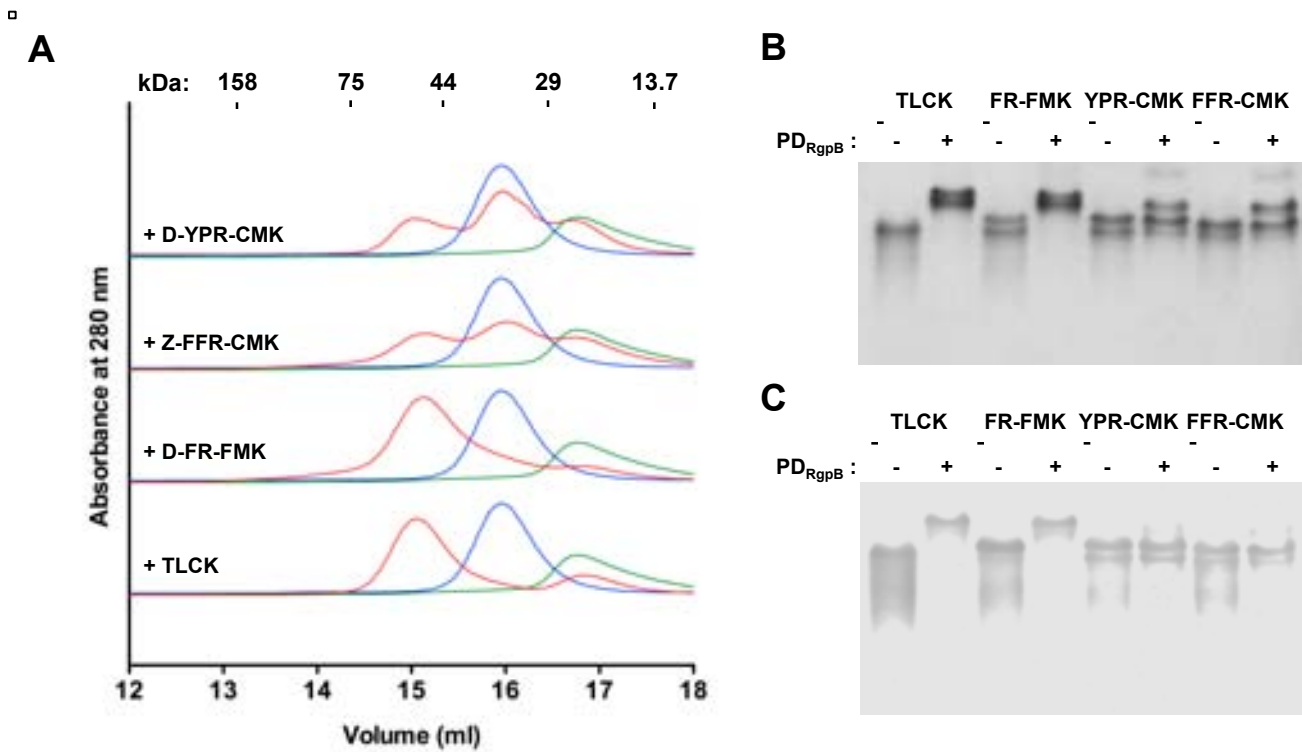 A
kDa: 158 75 44 29 13.7
+ D-YPR-CMK
+ Z-FFR-CMK
+ D-FR-FMK
+ TLCK
Absorbance at 280 nm
12 13 14 15 16 17 18
Volume (ml)
B
TLCK FR-FMK YPR-CMK FFR-CMK
- - - -
PDRgpB : - + - + - + - +
C
TLCK FR-FMK YPR-CMK FFR-CMK
- - - -
PDRgpB : - + - + - + - +